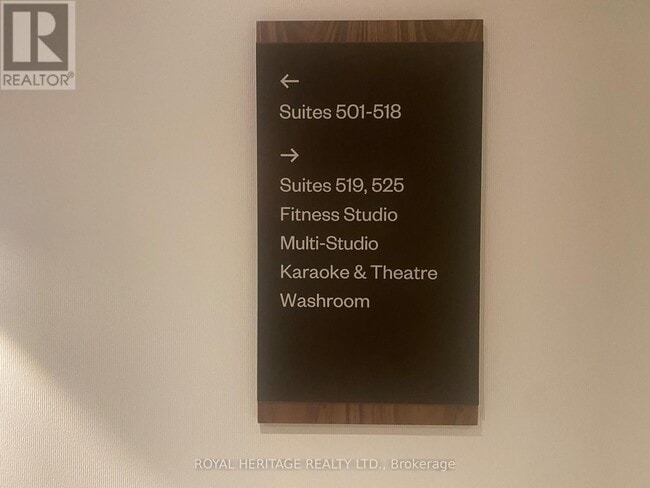 R
REALTOR®
←
Suites 501-518
→
Suites 519, 525
Fitness Studio
Multi-Studio
Karaoke & Theatre
Washroom
ROYAL HERITAGE REALTY LTD., Brokerage